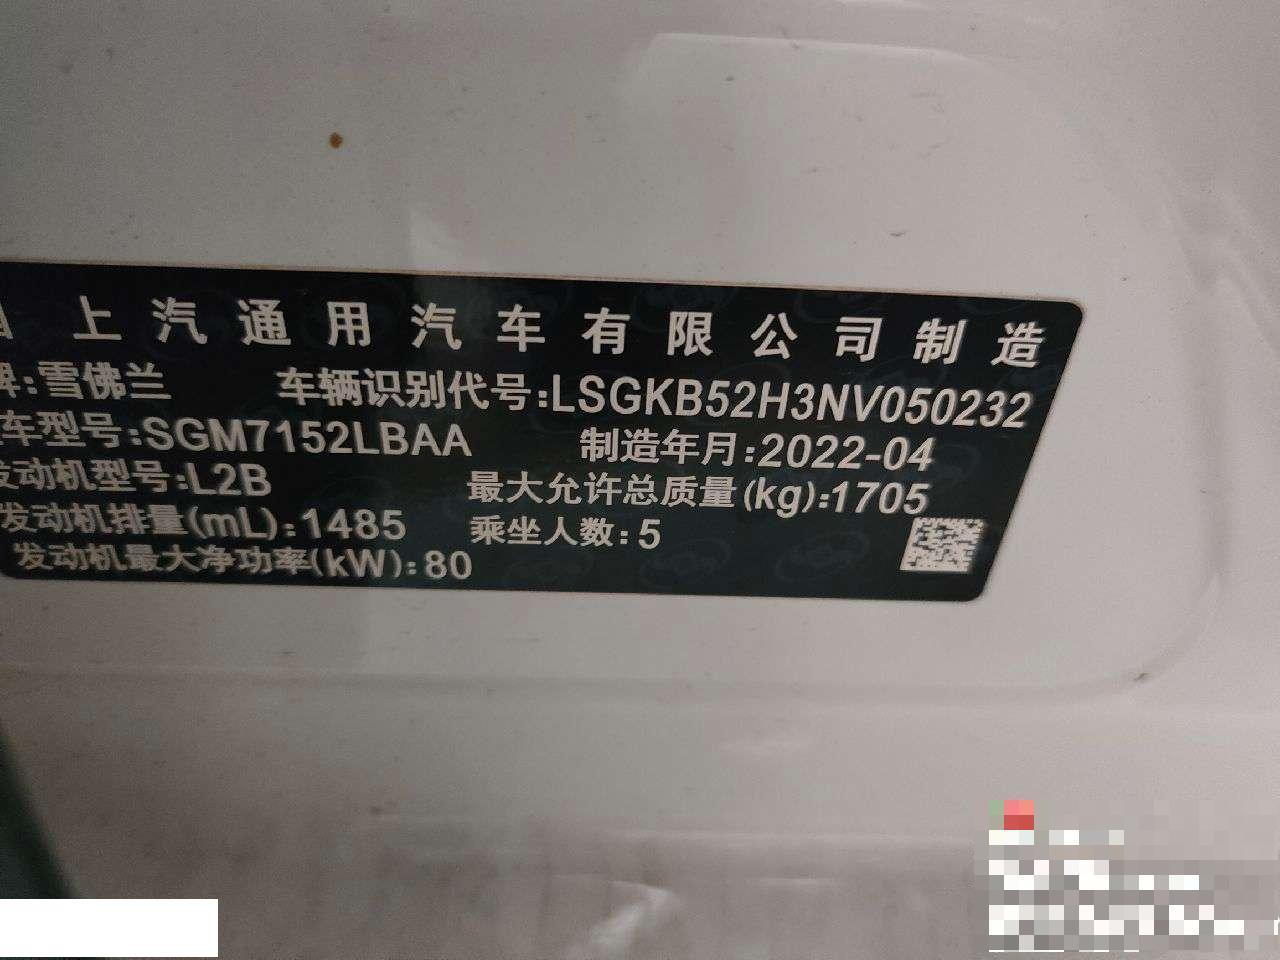 上汽通用汽车有限公司制造
牌:雪佛兰 车辆识别代号:LSGKB52H3NV050232
车型号:SGM7152LBAA 制造年月:2022-04
发动机型号:L2B 最大允许总质量(kg):1705
发动机排量(mL):1485 乘坐人数:5
发动机最大净功率(kW):80